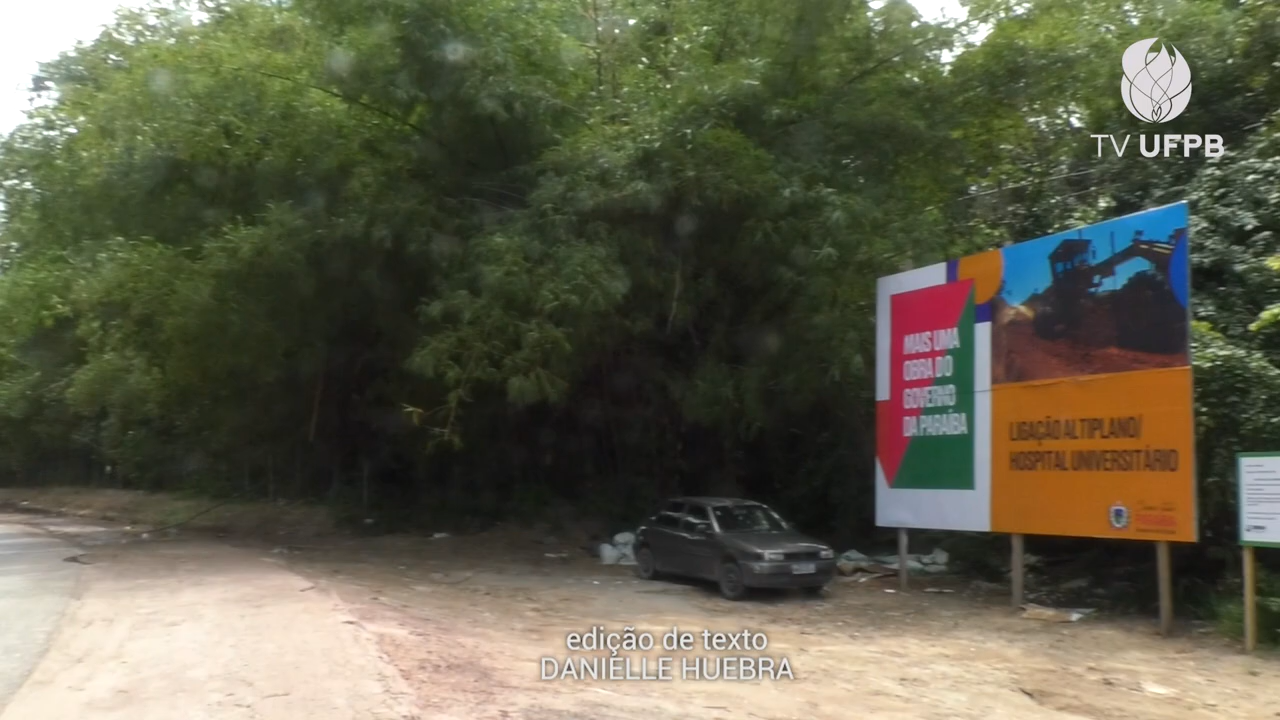 TV UFPB
MAIS UMA
OBRA DO
GOVERNO
DA PARAÍBA
LIGAÇÃO ALTIPLANO/
HOSPITAL UNIVERSITÁRIO
edição de texto
DANIELLE HUEBRA